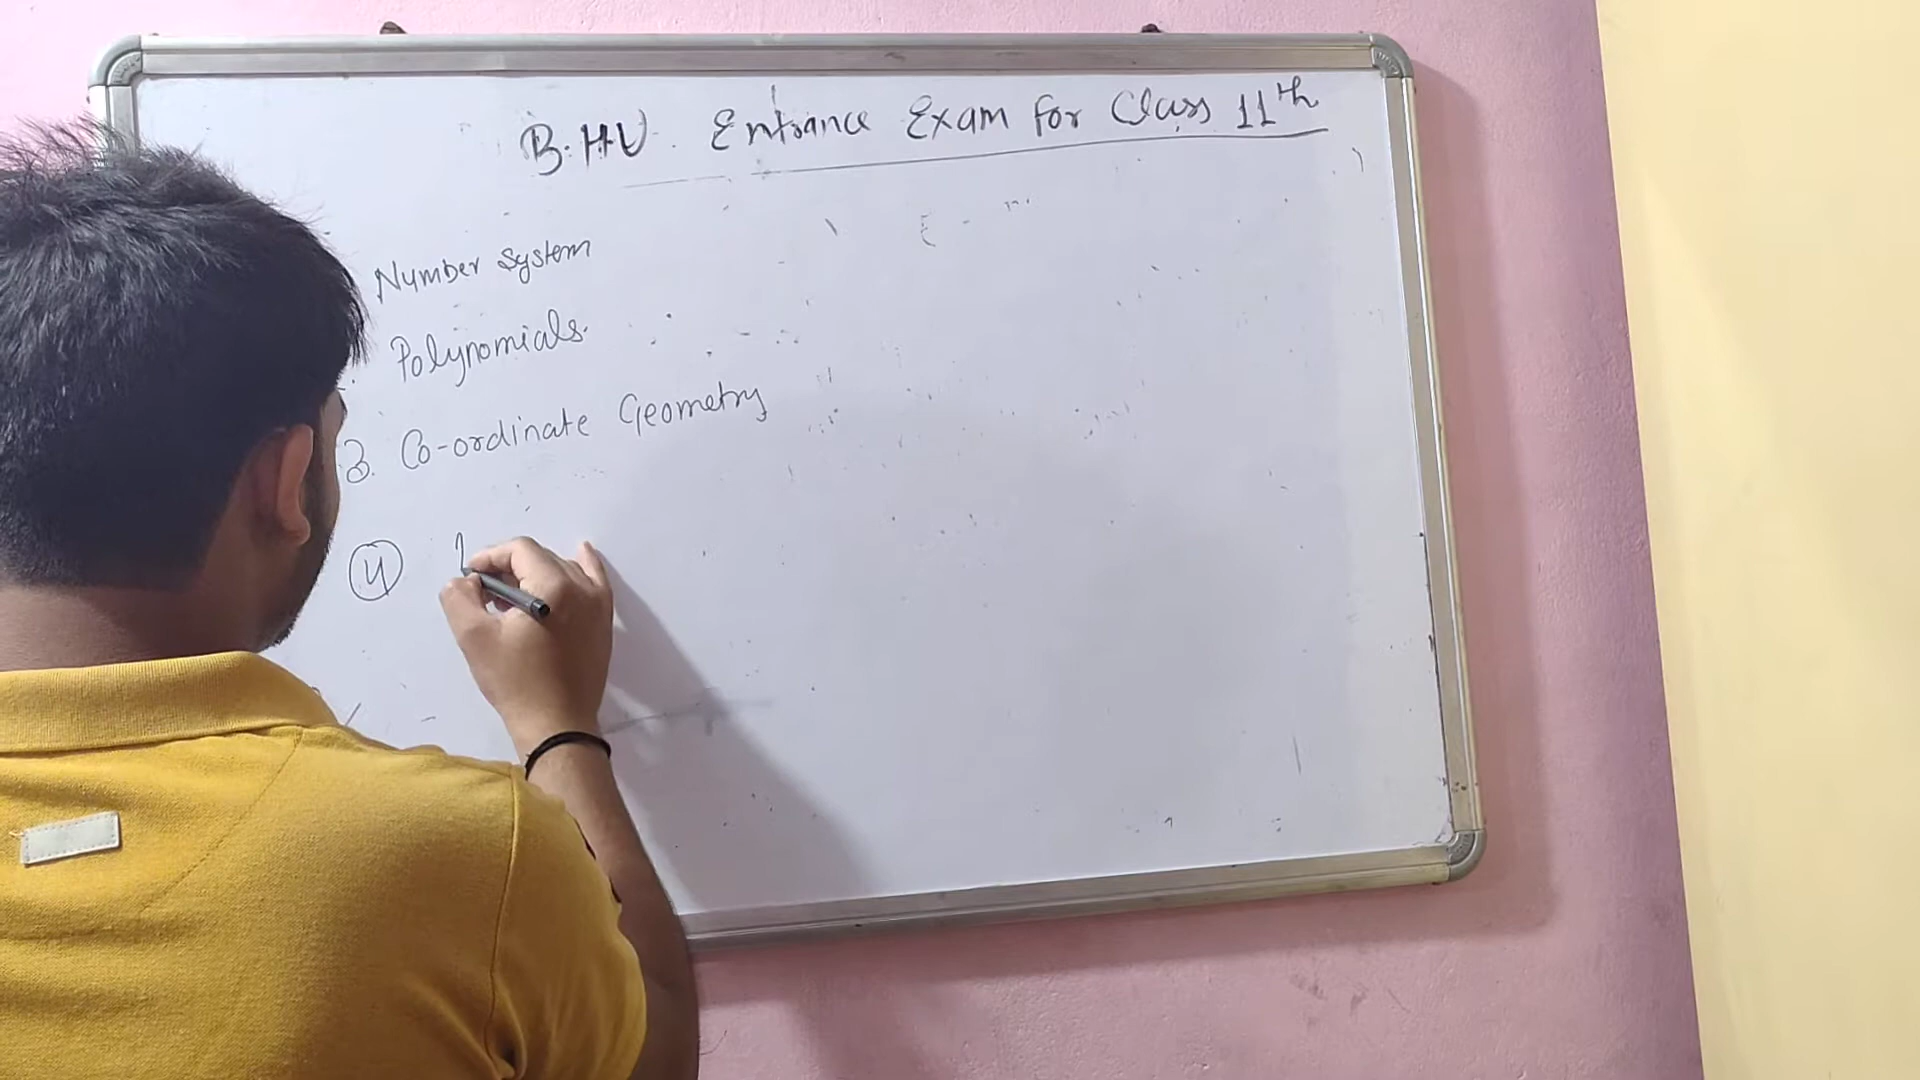 B.HU. Entrance Exam for Class 11th
Number System
Polynomials.
3. Co-ordinate Geometry
4